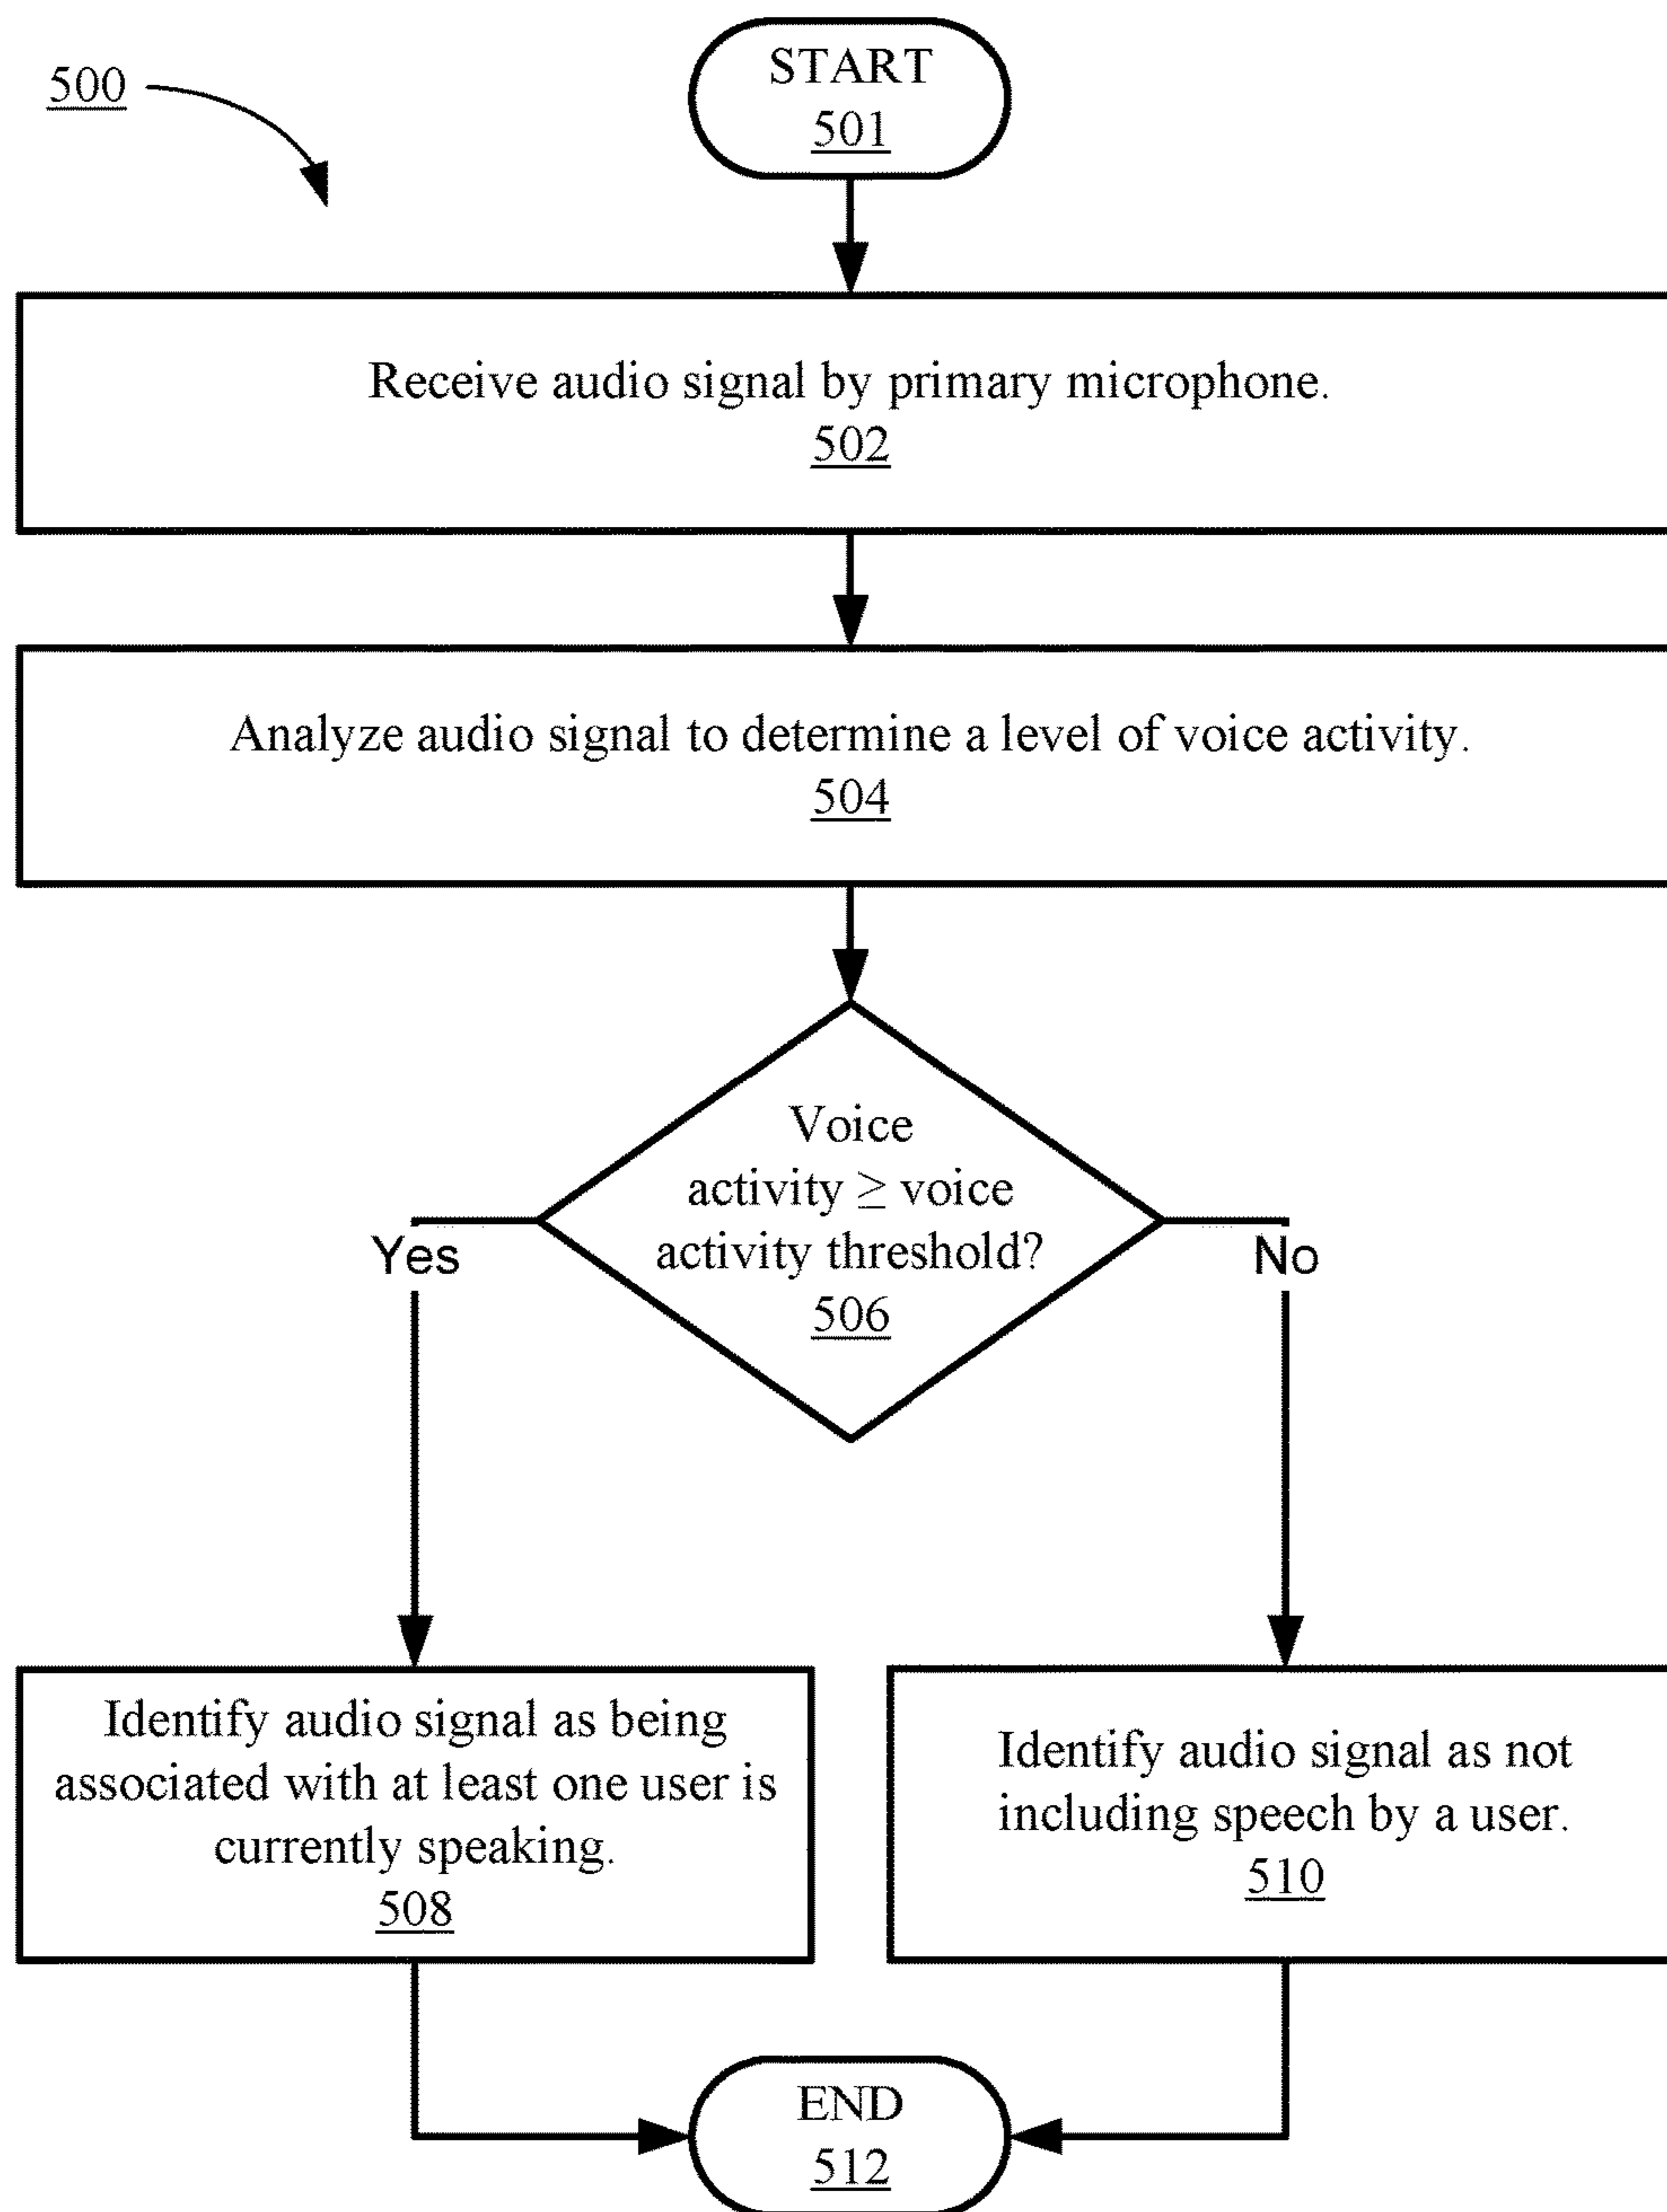 500
START
501
Receive audio signal by primary microphone.
502
Analyze audio signal to determine a level of voice activity.
504
Voice
activity ≥ voice
activity threshold?
506
Yes
No
Identify audio signal as being
associated with at least one user is
currently speaking.
508
Identify audio signal as not
including speech by a user.
510
END
512